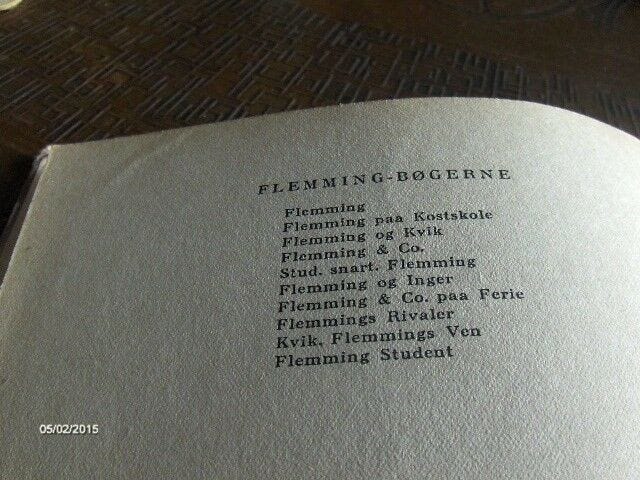 FLEMMING-BØGERNE
Flemming
Flemming paa Kostskole
Flemming og Kvik
Flemming & Co.
Stud. snart. Flemming
Flemming og Inger
Flemming & Co. paa Ferie
Flemmings Rivaler
Kvik, Flemmings Ven
Flemming Student
05/02/2015